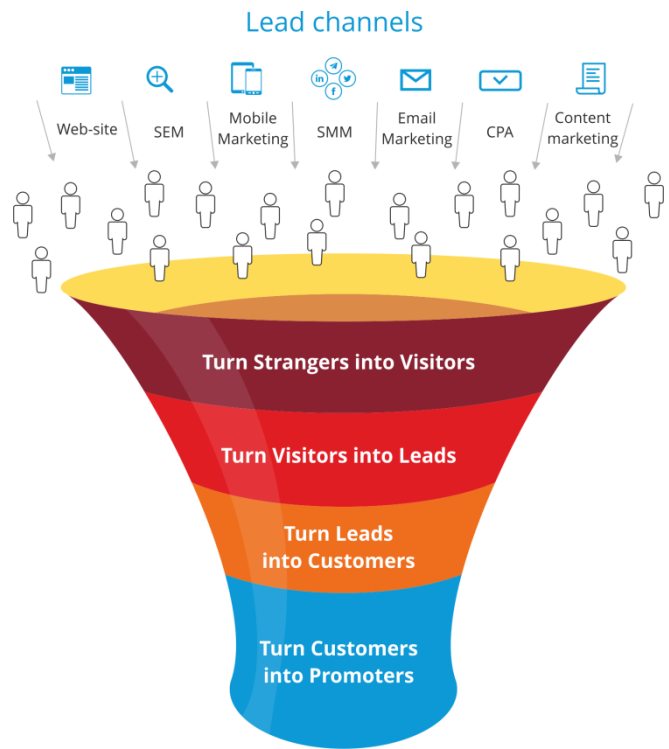 Lead channels
Web-site
SEM
Mobile
Marketing
SMM
Email
Marketing
CPA
Content
marketing
in
f
Turn Strangers into Visitors
Turn Visitors into Leads
Turn Leads
into Customers
Turn Customers
into Promoters